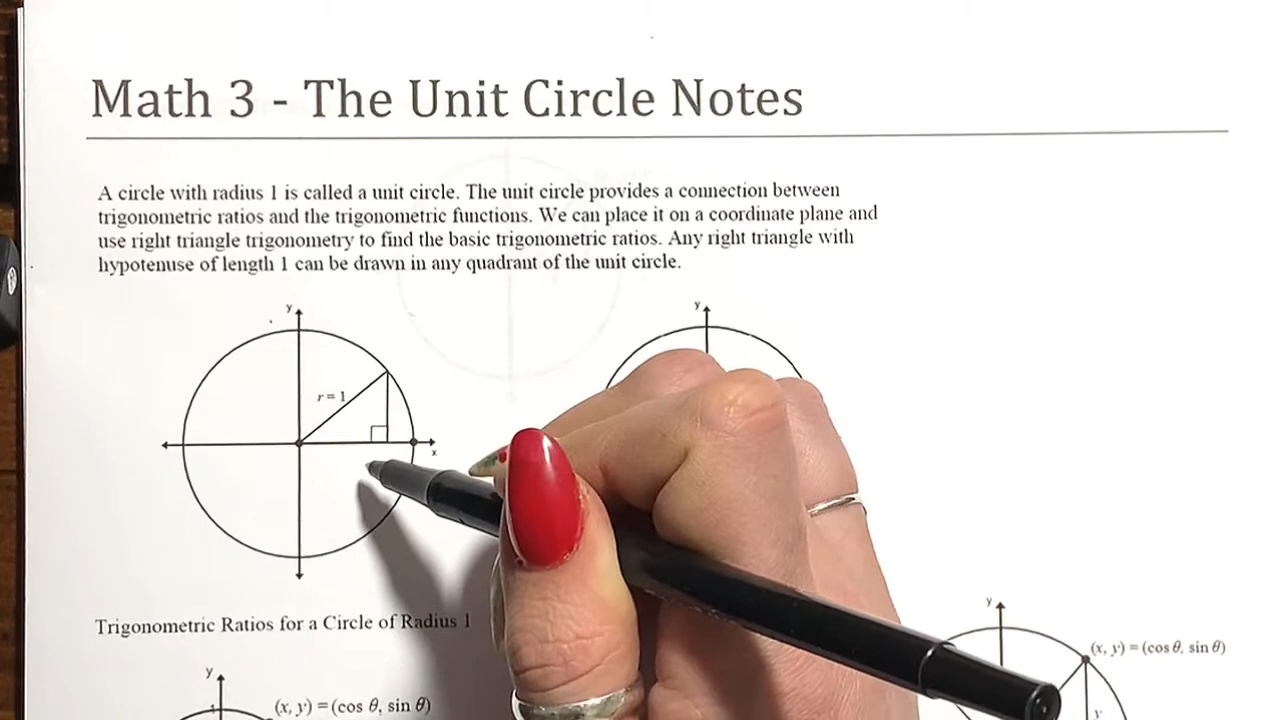 Math 3 - The Unit Circle Notes
A circle with radius 1 is called a unit circle. The unit circle provides a connection between
trigonometric ratios and the trigonometric functions. We can place it on a coordinate plane and
use right triangle trigonometry to find the basic trigonometric ratios. Any right triangle with
hypotenuse of length 1 can be drawn in any quadrant of the unit circle.
y
y
r = 1
x
Trigonometric Ratios for a Circle of Radius 1
y
(x, y) = (cos θ, sin θ)
y
1
(x, y) = (cos θ, sin θ)
y